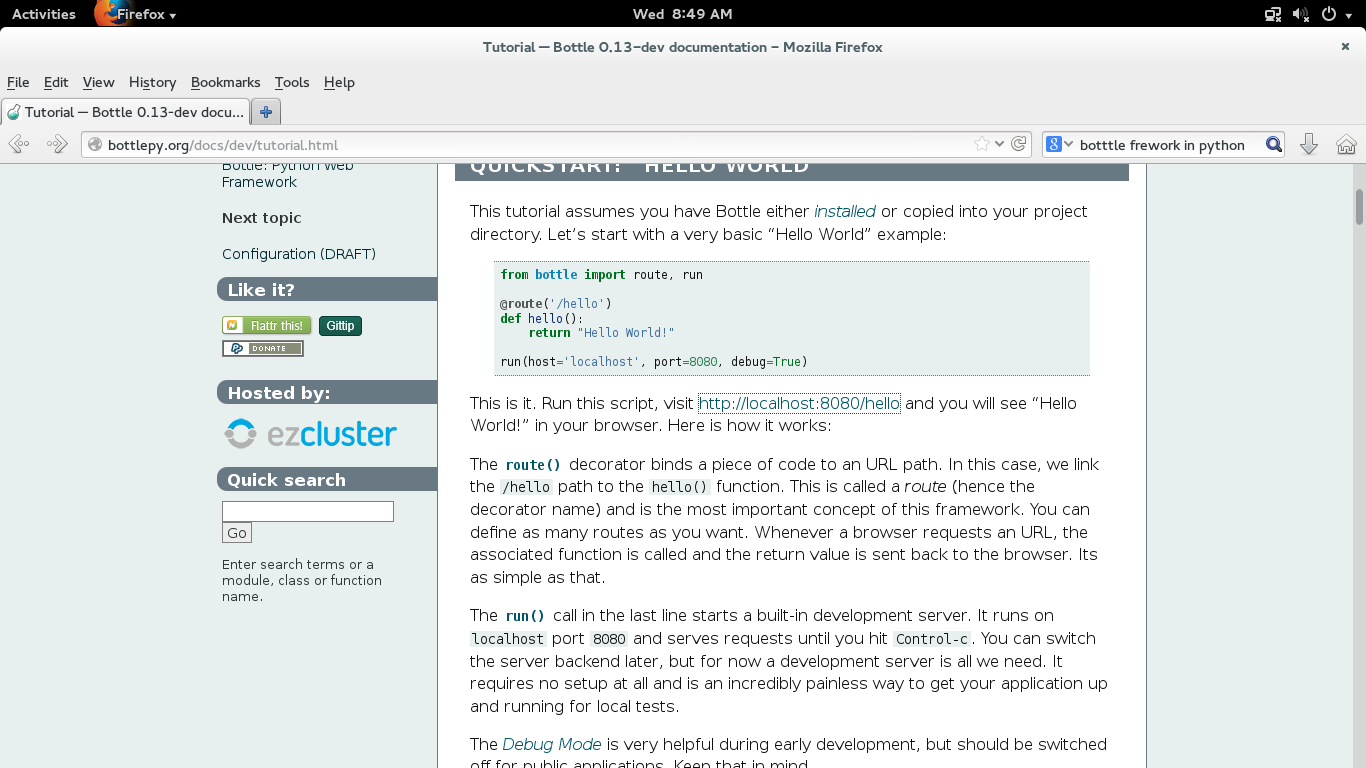 Activities Firefox Wed 8:49 AM
Tutorial — Bottle 0.13-dev documentation – Mozilla Firefox
File Edit View History Bookmarks Tools Help
Tutorial — Bottle 0.13-dev docu...
bottlepy.org/docs/dev/tutorial.html
botttle frework in python
Bottle: Python Web
Framework
Next topic
Configuration (DRAFT)
Like it?
Flattr this! Gittip
DONATE
Hosted by:
ezcluster
Quick search
Go
Enter search terms or a
module, class or function
name.
QUICKSTART: "HELLO WORLD"
This tutorial assumes you have Bottle either installed or copied into your project
directory. Let's start with a very basic "Hello World" example:
from bottle import route, run
@route('/hello')
def hello():
    return "Hello World!"
run(host='localhost', port=8080, debug=True)
This is it. Run this script, visit http://localhost:8080/hello and you will see "Hello
World!" in your browser. Here is how it works:
The route() decorator binds a piece of code to an URL path. In this case, we link
the /hello path to the hello() function. This is called a route (hence the
decorator name) and is the most important concept of this framework. You can
define as many routes as you want. Whenever a browser requests an URL, the
associated function is called and the return value is sent back to the browser. Its
as simple as that.
The run() call in the last line starts a built-in development server. It runs on
localhost port 8080 and serves requests until you hit Control-c. You can switch
the server backend later, but for now a development server is all we need. It
requires no setup at all and is an incredibly painless way to get your application up
and running for local tests.
The Debug Mode is very helpful during early development, but should be switched
off for public applications. Keep that in mind.